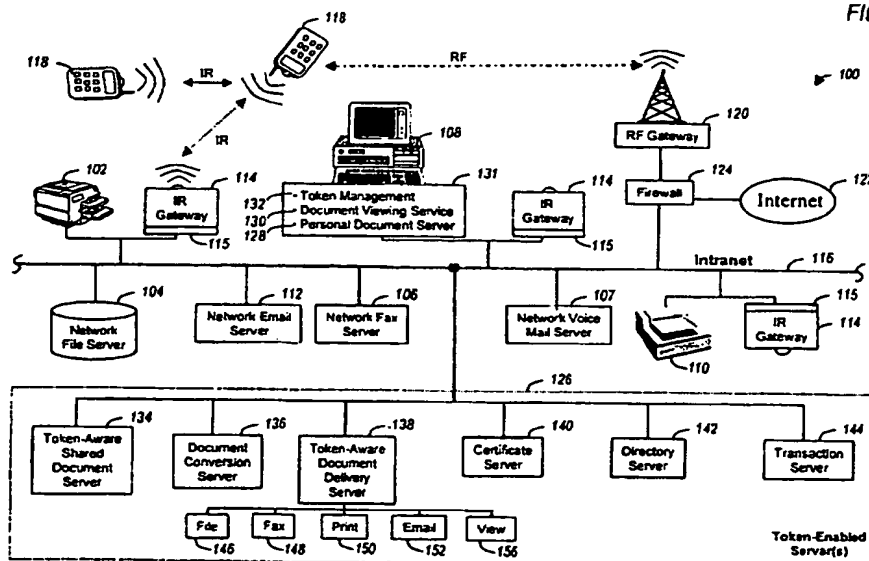 FI
118
118
IR
IR
RF
100
120
RF Gateway
102
114
IR
Gateway
115
108
131
132
Token Management
130
Document Viewing Service
128
Personal Document Server
114
IR
Gateway
115
124
Firewall
Internet
12
Intranet
116
104
Network
File Server
112
Network Email
Server
106
Network Fax
Server
107
Network Voice
Mail Server
110
115
IR
Gateway
114
126
134
Token-Aware
Shared
Document
Server
136
Document
Conversion
Server
138
Token-Aware
Document
Delivery
Server
140
Certificate
Server
142
Directory
Server
144
Transaction
Server
File
146
Fax
148
Print
150
Email
152
View
156
Token-Enabled
Server(s)